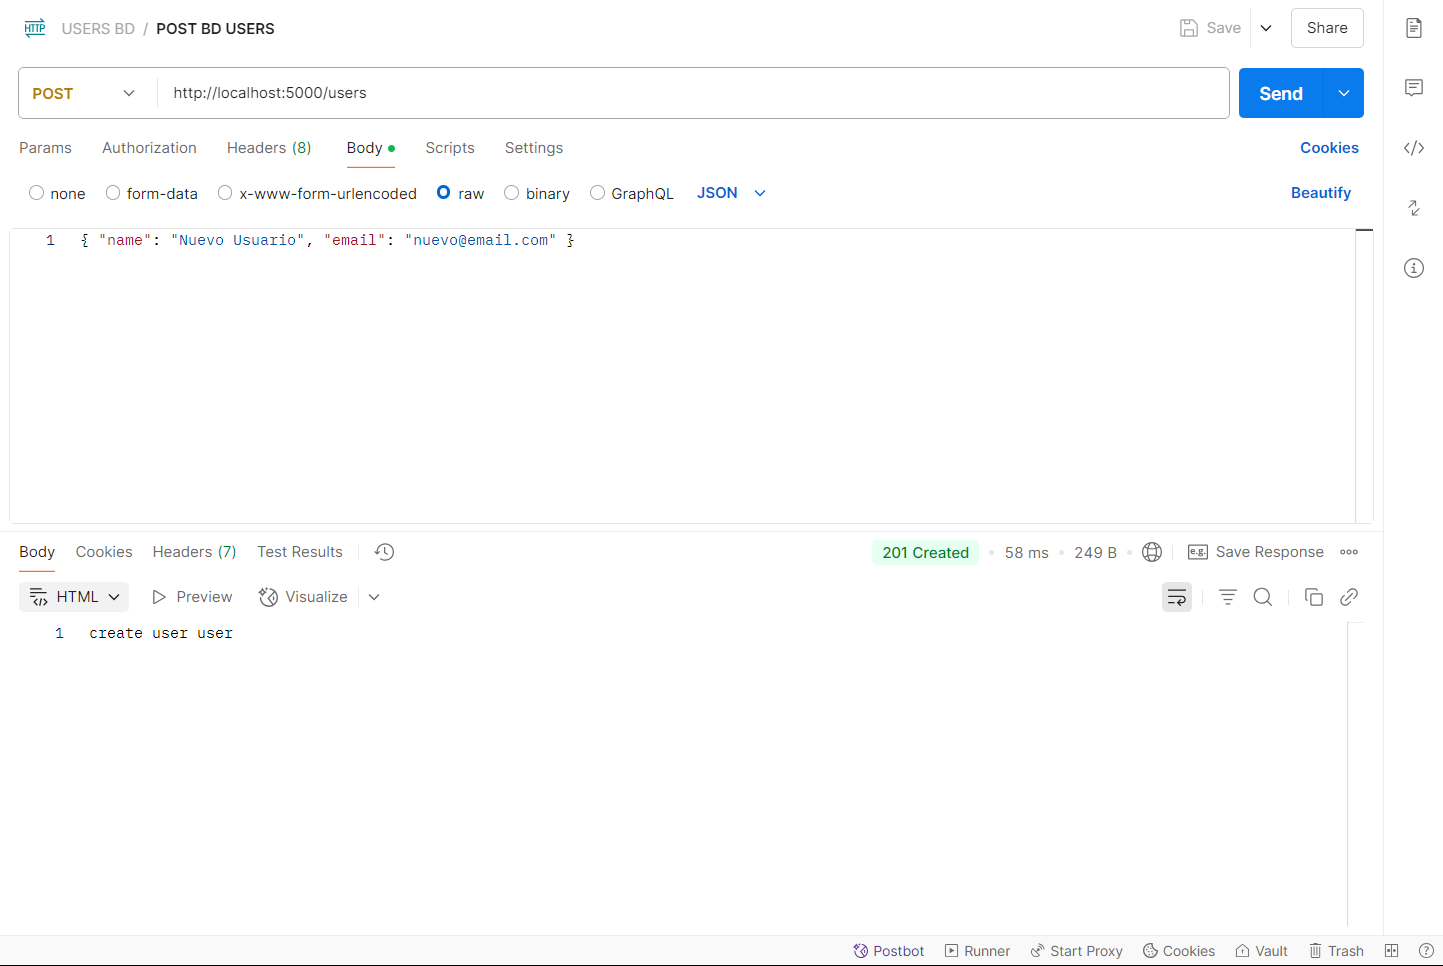 HTTP USERS BD / POST BD USERS Save Share
POST http://localhost:5000/users Send
Params Authorization Headers (8) Body Scripts Settings Cookies
none form-data x-www-form-urlencoded raw binary GraphQL JSON Beautify
1 { "name": "Nuevo Usuario", "email": "nuevo@email.com" }
Body Cookies Headers (7) Test Results 201 Created 58 ms 249 B e.g. Save Response
HTML Preview Visualize
1 create user user
Postbot Runner Start Proxy Cookies Vault Trash